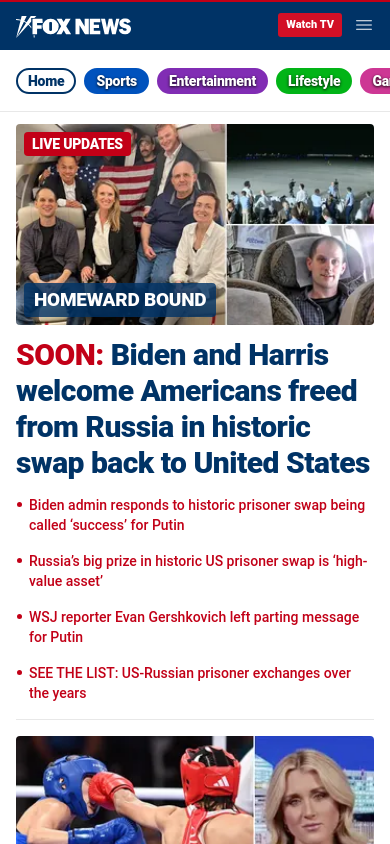 FOX NEWS
Watch TV
Home
Sports
Entertainment
Lifestyle
LIVE UPDATES
HOMEWARD BOUND
SOON: Biden and Harris
welcome Americans freed
from Russia in historic
swap back to United States
• Biden admin responds to historic prisoner swap being
called ‘success’ for Putin
• Russia’s big prize in historic US prisoner swap is ‘high-
value asset’
• WSJ reporter Evan Gershkovich left parting message
for Putin
• SEE THE LIST: US-Russian prisoner exchanges over
the years